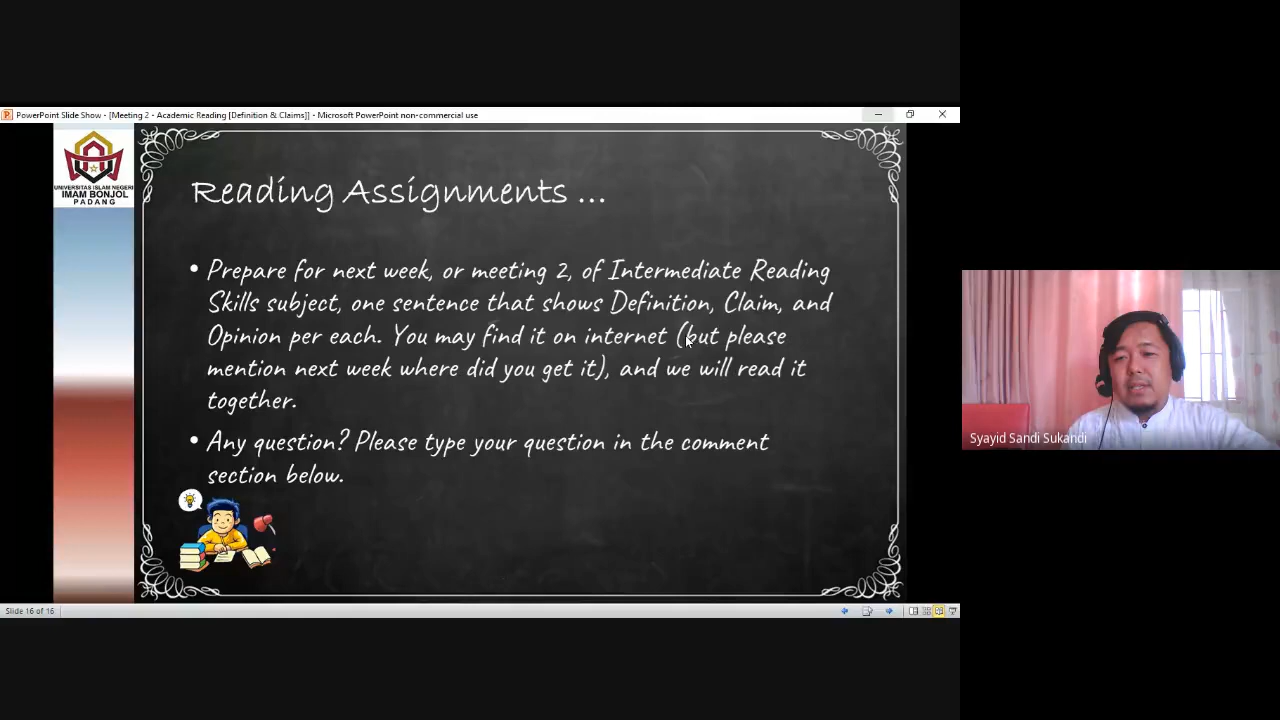 PowerPoint Slide Show - [Meeting 2 - Academic Reading [Definition & Claims]] - Microsoft PowerPoint non-commercial use
UNIVERSITAS ISLAM NEGERI
IMAM BONJOL
PADANG
Reading Assignments ...
• Prepare for next week, or meeting 2, of Intermediate Reading
Skills subject, one sentence that shows Definition, Claim, and
Opinion per each. You may find it on internet (but please
mention next week where did you get it), and we will read it
together.
• Any question? Please type your question in the comment
section below.
Syayid Sandi Sukandi
Slide 16 of 16